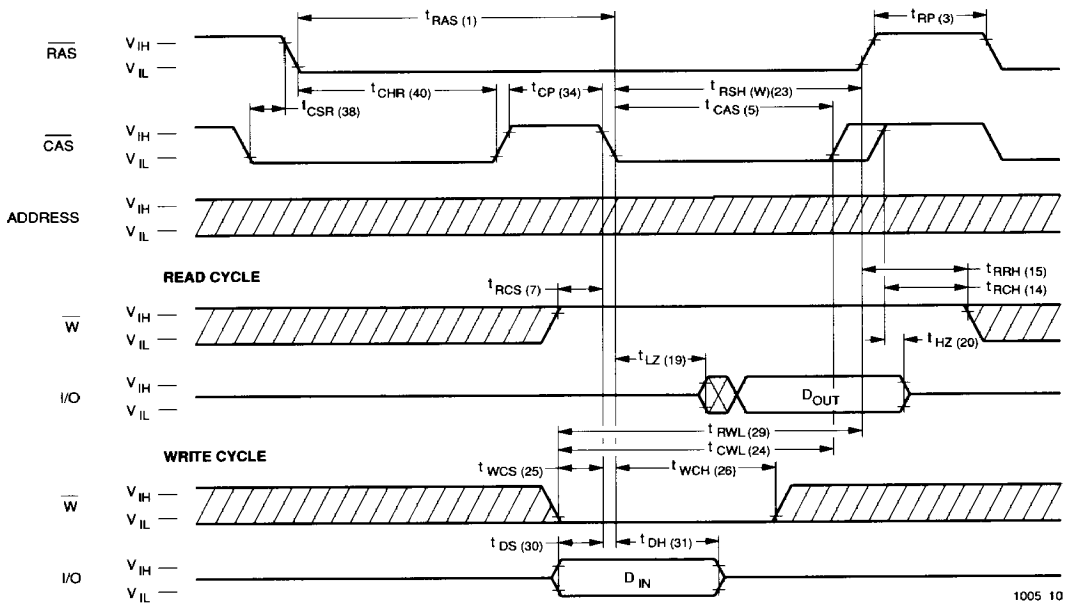 t RAS (1)
t RP (3)
RAS
V IH
V IL
t CHR (40)
t CP (34)
t RSH (W)(23)
t CSR (38)
t CAS (5)
CAS
V IH
V IL
ADDRESS
V IH
V IL
READ CYCLE
t RCS (7)
t RRH (15)
t RCH (14)
W
V IH
V IL
t HZ (20)
t LZ (19)
I/O
V IH
V IL
D OUT
t RWL (29)
t CWL (24)
WRITE CYCLE
t WCS (25)
t WCH (26)
W
V IH
V IL
t DS (30)
t DH (31)
I/O
V IH
V IL
D IN
1005 10